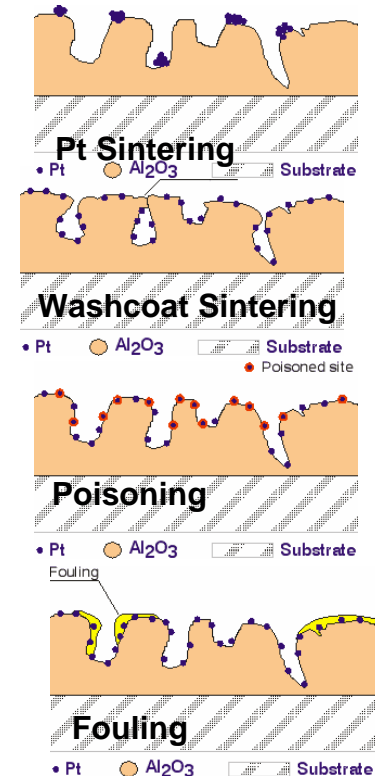 Pt Sintering
Pt Al2O3 Substrate
Washcoat Sintering
Pt Al2O3 Substrate
Poisoned site
Poisoning
Pt Al2O3 Substrate
Fouling
Fouling
Pt Al2O3 Substrate